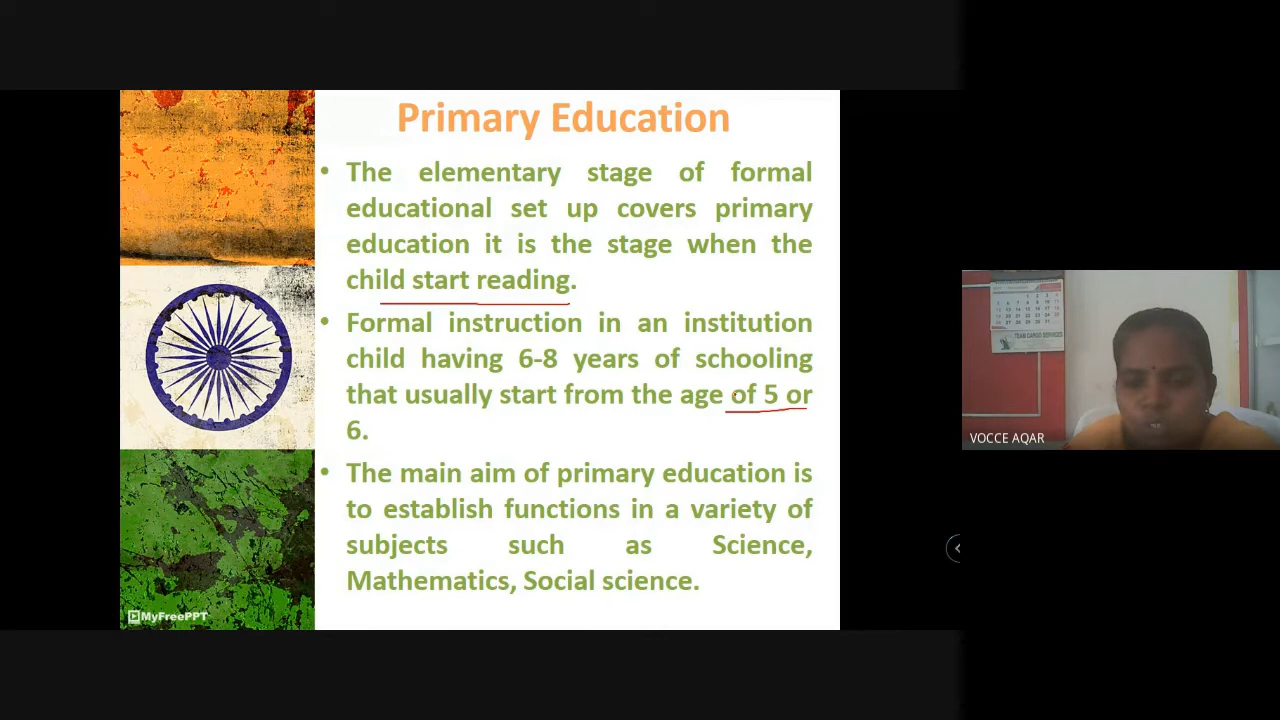 Primary Education
• The elementary stage of formal
educational set up covers primary
education it is the stage when the
child start reading.
• Formal instruction in an institution
child having 6-8 years of schooling
that usually start from the age of 5 or
6.
• The main aim of primary education is
to establish functions in a variety of
subjects such as Science,
Mathematics, Social science.
MyFreePPT
TEAM CARGO SERVICES
VOCCE AQAR